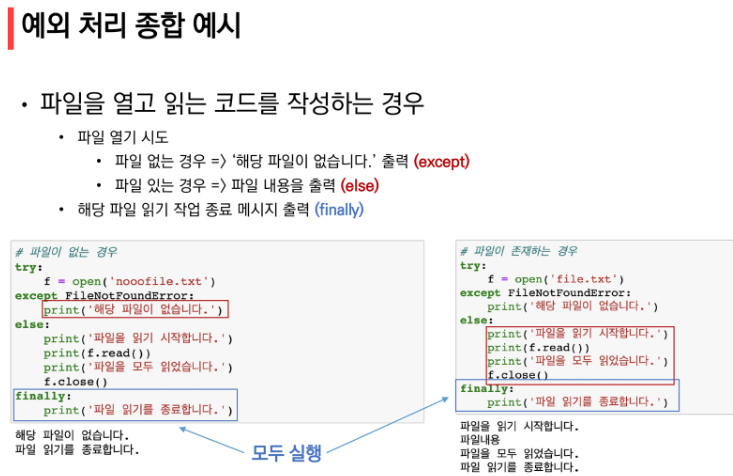 예외 처리 종합 예시
• 파일을 열고 읽는 코드를 작성하는 경우
• 파일 열기 시도
• 파일 없는 경우 => ‘해당 파일이 없습니다.’ 출력 (except)
• 파일 있는 경우 => 파일 내용을 출력 (else)
• 해당 파일 읽기 작업 종료 메시지 출력 (finally)
# 파일이 없는 경우
try:
    f = open('nooofile.txt')
except FileNotFoundError:
    print('해당 파일이 없습니다.')
else:
    print('파일을 읽기 시작합니다.')
    print(f.read())
    print('파일을 모두 읽었습니다.')
    f.close()
finally:
    print('파일 읽기를 종료합니다.')
해당 파일이 없습니다.
파일 읽기를 종료합니다.
모두 실행
# 파일이 존재하는 경우
try:
    f = open('file.txt')
except FileNotFoundError:
    print('해당 파일이 없습니다.')
else:
    print('파일을 읽기 시작합니다.')
    print(f.read())
    print('파일을 모두 읽었습니다.')
    f.close()
finally:
    print('파일 읽기를 종료합니다.')
파일을 읽기 시작합니다.
파일내용
파일을 모두 읽었습니다.
파일 읽기를 종료합니다.